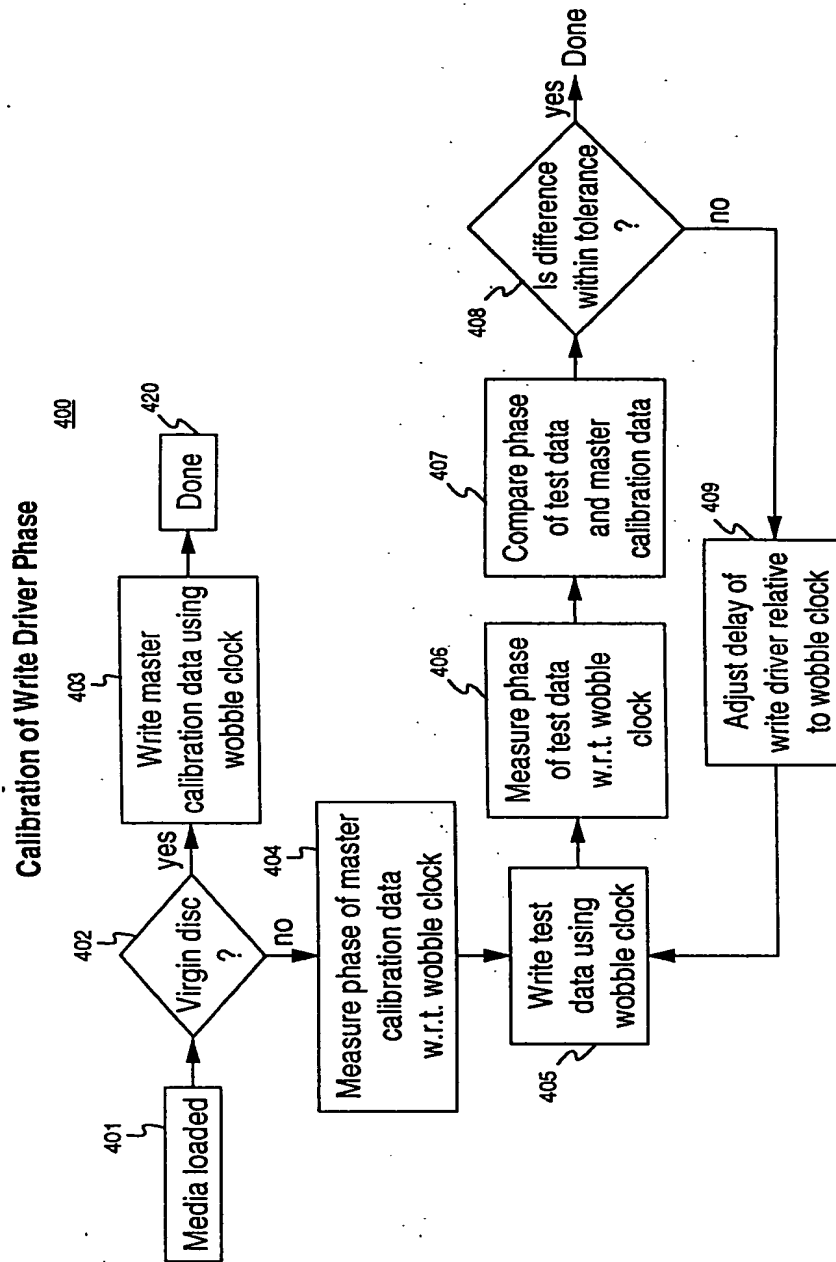 Calibration of Write Driver Phase
400
401
Media loaded
402
Virgin disc
?
yes
no
403
Write master
calibration data using
wobble clock
420
Done
404
Measure phase of master
calibration data
w.r.t. wobble clock
405
Write test
data using
wobble clock
406
Measure phase
of test data
w.r.t. wobble
clock
407
Compare phase
of test data
and master
calibration data
408
Is difference
within tolerance
?
yes
Done
no
409
Adjust delay of
write driver relative
to wobble clock